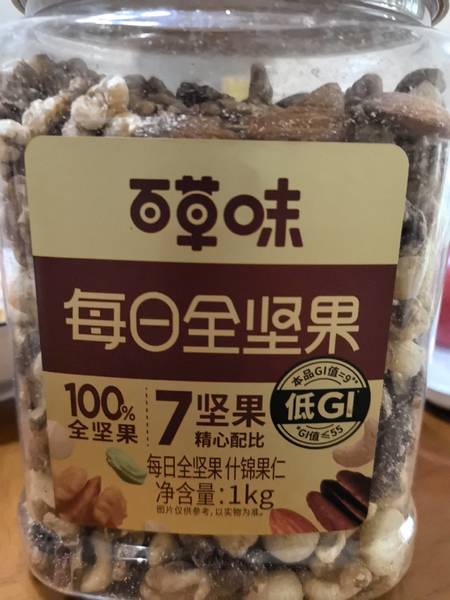 百草味
每日全坚果
100%
全坚果
7坚果
精心配比
本品GI值=9**
低GI
*GI值≤55
每日全坚果 什锦果仁
净含量:1kg
图片仅供参考,以实物为准。